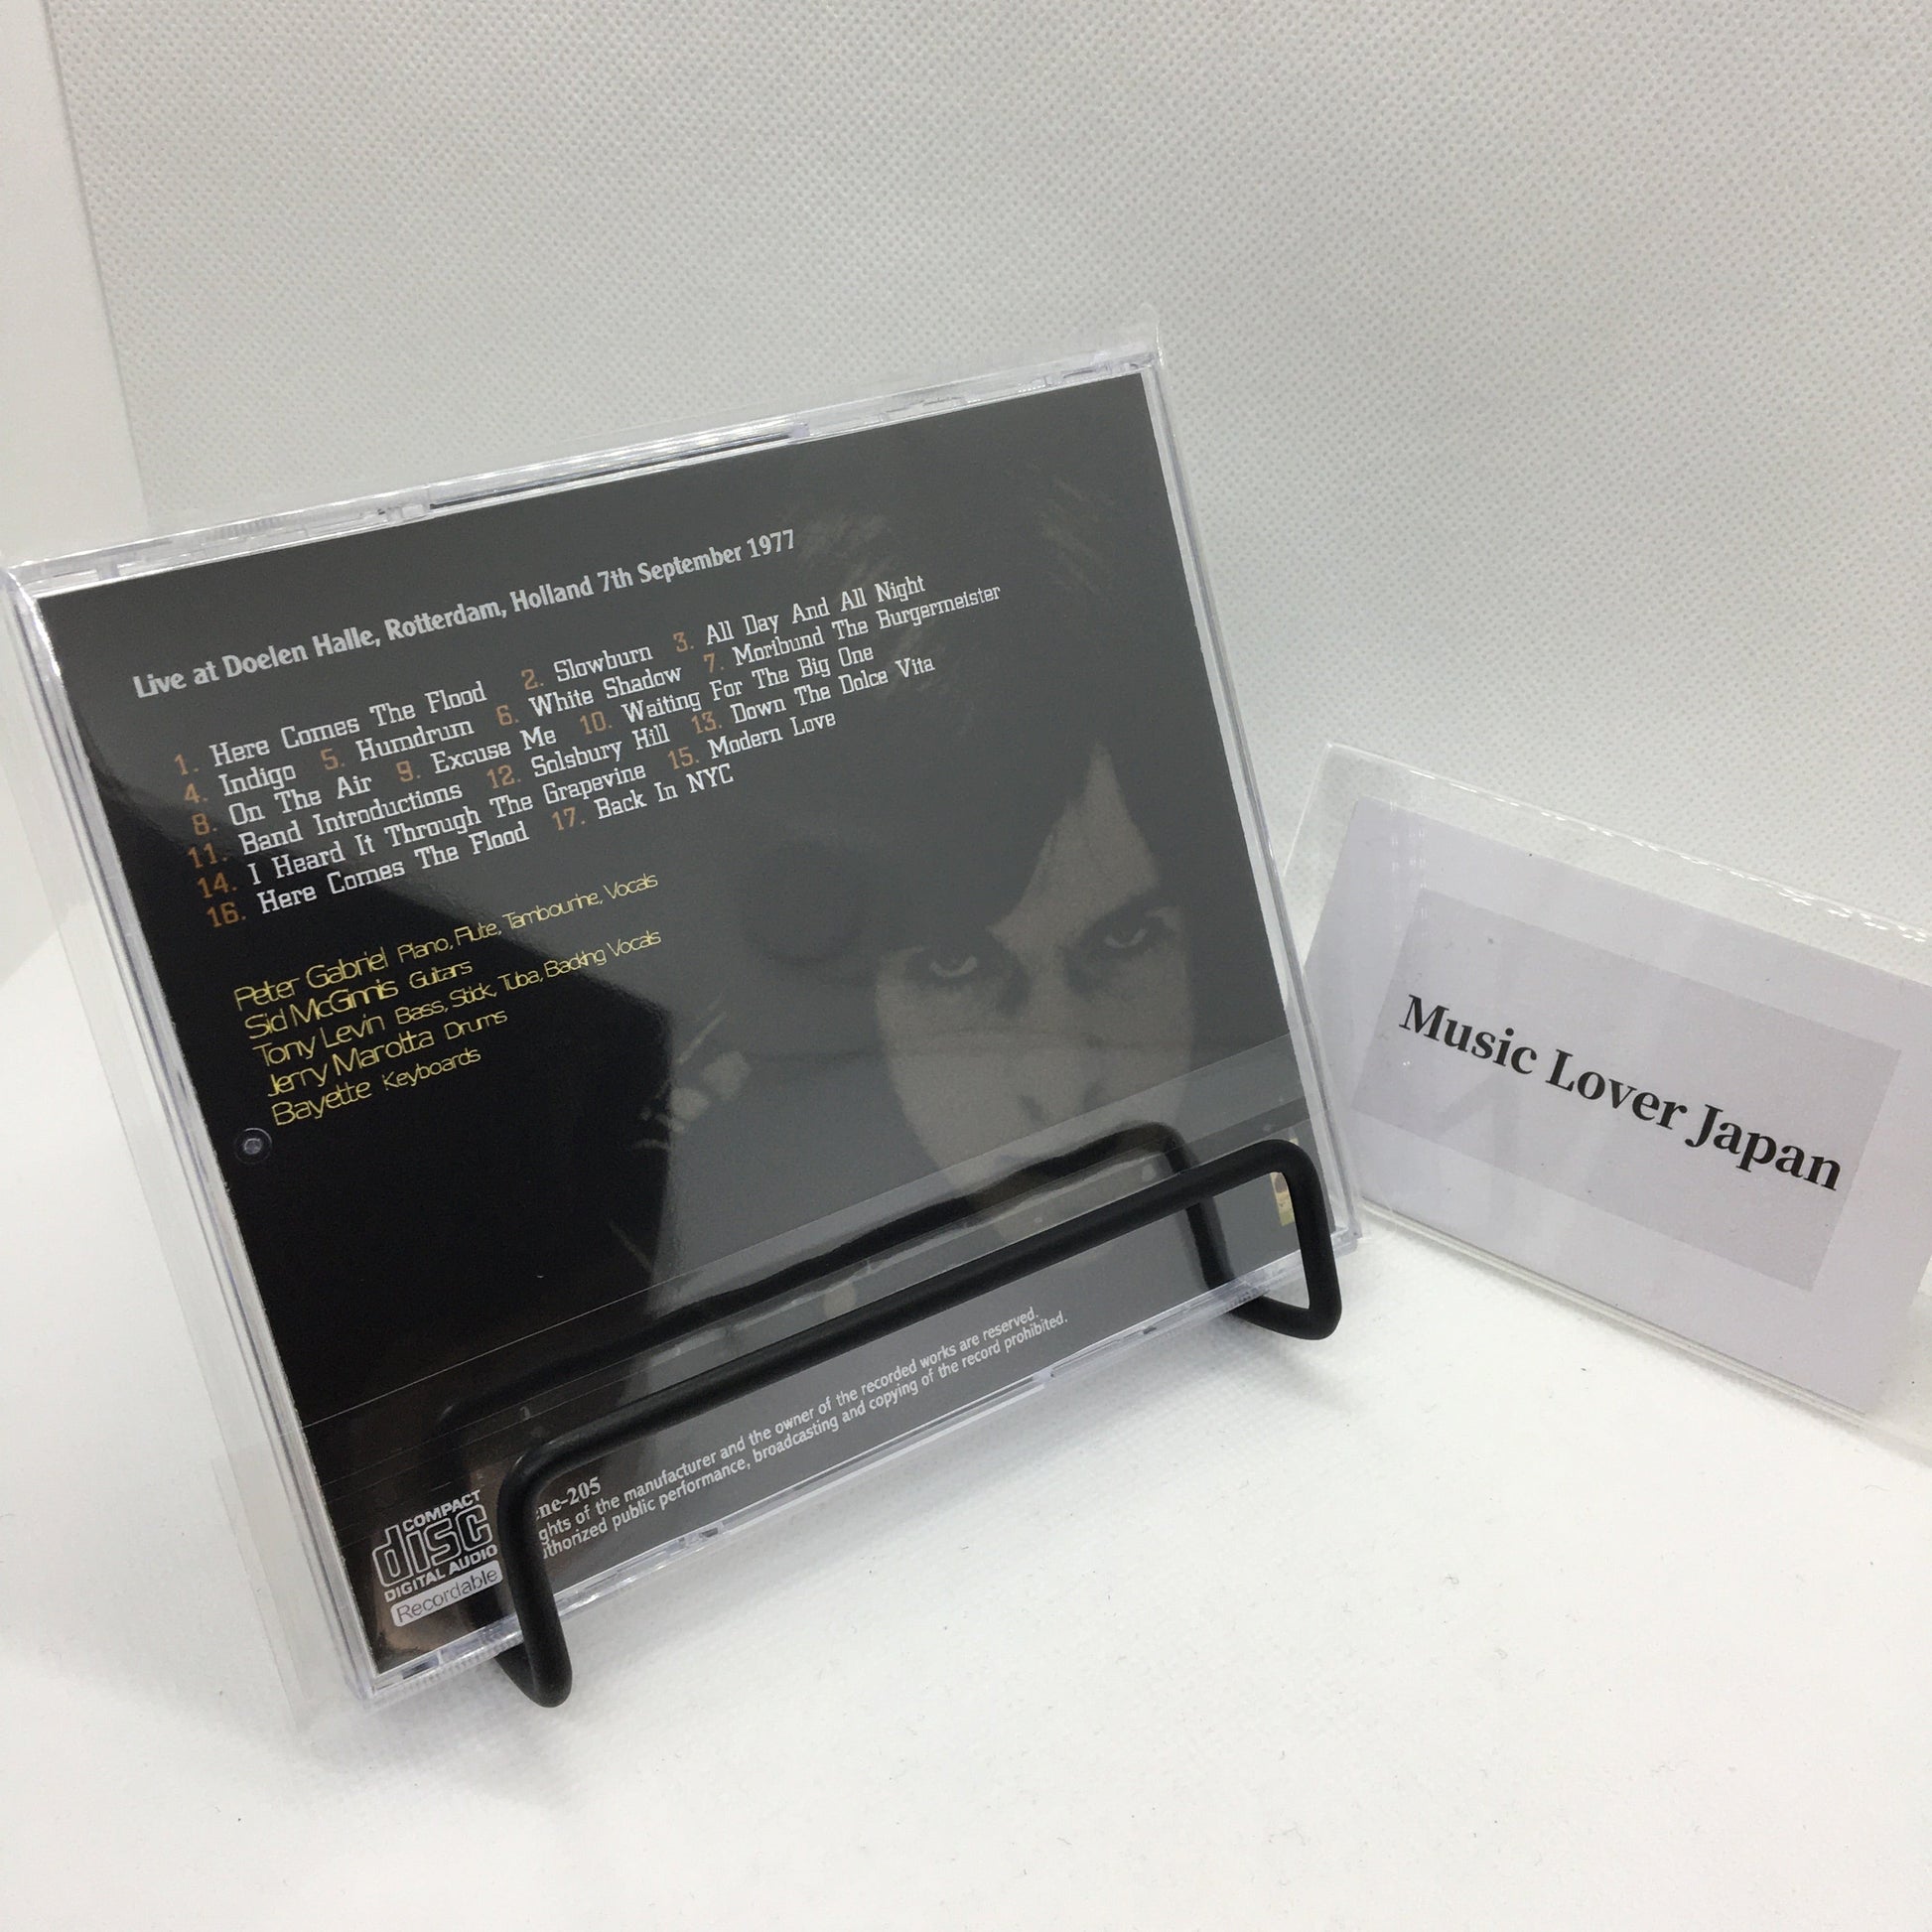 Live at Doelen Halle, Rotterdam, Holland 7th September 1977
1. Here Comes The Flood 2. Slowburn 3. All Day And All Night
4. Indigo 5. Humdrum 6. White Shadow 7. Moribund The Burgermeister
8. On The Air 9. Excuse Me 10. Waiting For The Big One
11. Band Introductions 12. Solsbury Hill 13. Down The Dolce Vita
14. I Heard It Through The Grapevine 15. Modern Love
16. Here Comes The Flood 17. Back In NYC
Peter Gabriel Piano, Flute, Tambourine, Vocals
Sid McGinnis Guitars
Tony Levin Bass, Stick, Tuba, Backing Vocals
Jerry Marotta Drums
Bayette Keyboards
COMPACT
disc
DIGITAL AUDIO
Recordable
ne-205
ghts of the manufacturer and the owner of the recorded works are reserved.
uthorized public performance, broadcasting and copying of the record prohibited.
Music Lover Japan